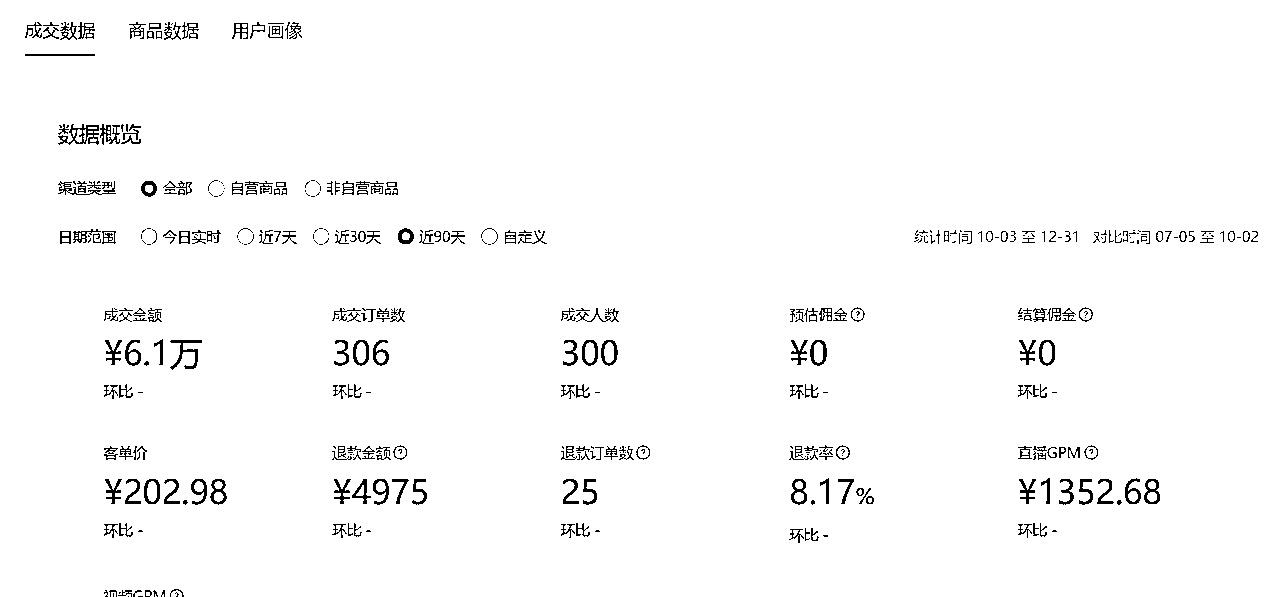 成交数据 商品数据 用户画像
数据概览
渠道类型 全部 自营商品 非自营商品
日期范围 今日实时 近7天 近30天 近90天 自定义 统计时间 10-03 至 12-31 对比时间 07-05 至 10-02
成交金额 成交订单数 成交人数 预估佣金 结算佣金
¥6.1万 306 300 ¥0 ¥0
环比 - 环比 - 环比 - 环比 - 环比 -
客单价 退款金额 退款订单数 退款率 直播GPM
¥202.98 ¥4975 25 8.17% ¥1352.68
环比 - 环比 - 环比 - 环比 - 环比 -
视频GPM